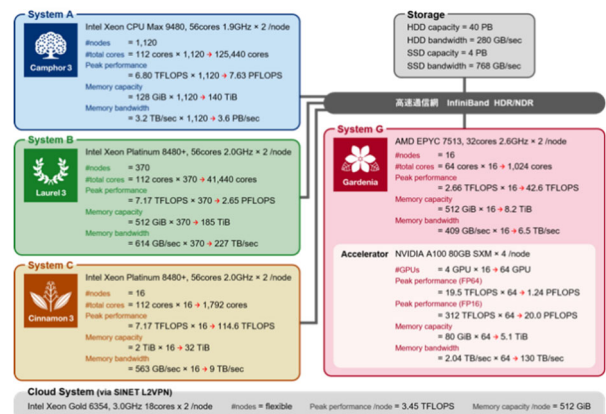 System A
Camphor 3
Intel Xeon CPU Max 9480, 56cores 1.9GHz × 2 /node
#nodes = 1,120
#total cores = 112 cores × 1,120 → 125,440 cores
Peak performance
= 6.80 TFLOPS × 1,120 → 7.63 PFLOPS
Memory capacity
= 128 GiB × 1,120 → 140 TiB
Memory bandwidth
= 3.2 TB/sec × 1,120 → 3.6 PB/sec
System B
Laurel 3
Intel Xeon Platinum 8480+, 56cores 2.0GHz × 2 /node
#nodes = 370
#total cores = 112 cores × 370 → 41,440 cores
Peak performance
= 7.17 TFLOPS × 370 → 2.65 PFLOPS
Memory capacity
= 512 GiB × 370 → 185 TiB
Memory bandwidth
= 614 GB/sec × 370 → 227 TB/sec
System C
Cinnamon 3
Intel Xeon Platinum 8480+, 56cores 2.0GHz × 2 /node
#nodes = 16
#total cores = 112 cores × 16 → 1,792 cores
Peak performance
= 7.17 TFLOPS × 16 → 114.6 TFLOPS
Memory capacity
= 2 TiB × 16 → 32 TiB
Memory bandwidth
= 563 GB/sec × 16 → 9 TB/sec
Storage
HDD capacity = 40 PB
HDD bandwidth = 280 GB/sec
SSD capacity = 4 PB
SSD bandwidth = 768 GB/sec
高速通信網 InfiniBand HDR/NDR
System G
Gardenia
AMD EPYC 7513, 32cores 2.6GHz × 2 /node
#nodes = 16
#total cores = 64 cores × 16 → 1,024 cores
Peak performance
= 2.66 TFLOPS × 16 → 42.6 TFLOPS
Memory capacity
= 512 GiB × 16 → 8.2 TiB
Memory bandwidth
= 409 GB/sec × 16 → 6.5 TB/sec
Accelerator NVIDIA A100 80GB SXM × 4 /node
#GPUs = 4 GPU × 16 → 64 GPU
Peak performance (FP64)
= 19.5 TFLOPS × 64 → 1.24 PFLOPS
Peak performance (FP16)
= 312 TFLOPS × 64 → 20.0 PFLOPS
Memory capacity
= 80 GiB × 64 → 5.1 TiB
Memory bandwidth
= 2.04 TB/sec × 64 → 130 TB/sec
Cloud System (via SINET L2VPN)
Intel Xeon Gold 6354, 3.0GHz 18cores x 2 /node #nodes = flexible Peak performance /node = 3.45 TFLOPS Memory capacity /node = 512 GiB